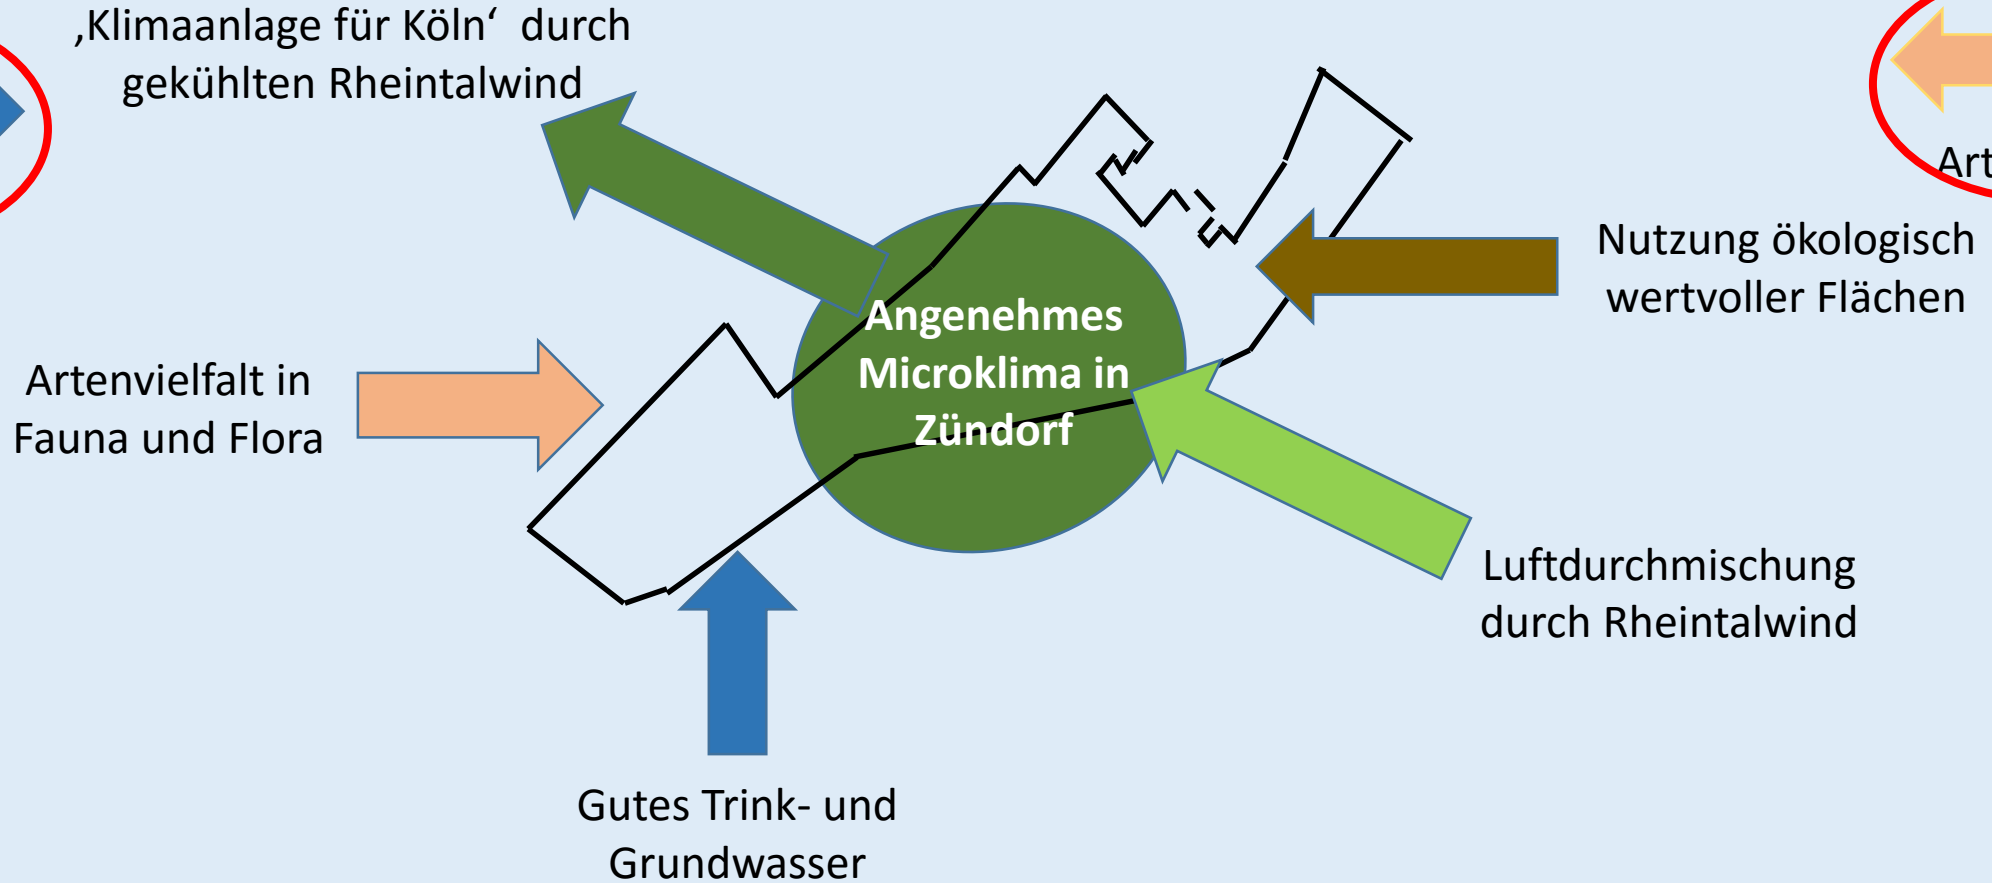 ‚Klimaanlage für Köln‘ durch
gekühlten Rheintalwind
Art
Nutzung ökologisch
wertvoller Flächen
Angenehmes
Microklima in
Zündorf
Artenvielfalt in
Fauna und Flora
Luftdurchmischung
durch Rheintalwind
Gutes Trink- und
Grundwasser